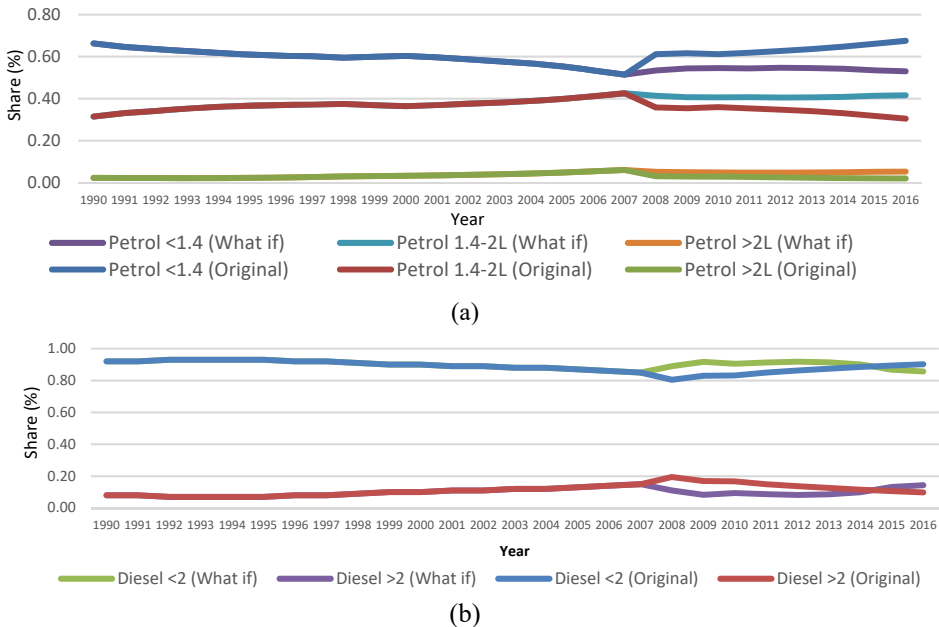 0.80
0.60
0.40
0.20
0.00
Share (%)
1990 1991 1992 1993 1994 1995 1996 1997 1998 1999 2000 2001 2002 2003 2004 2005 2006 2007 2008 2009 2010 2011 2012 2013 2014 2015 2016
Year
Petrol <1.4 (What if) Petrol 1.4-2L (What if) Petrol >2L (What if)
Petrol <1.4 (Original) Petrol 1.4-2L (Original) Petrol >2L (Original)
(a)
1.00
0.80
0.60
0.40
0.20
0.00
Share (%)
1990 1991 1992 1993 1994 1995 1996 1997 1998 1999 2000 2001 2002 2003 2004 2005 2006 2007 2008 2009 2010 2011 2012 2013 2014 2015 2016
Year
Diesel <2 (What if) Diesel >2 (What if) Diesel <2 (Original) Diesel >2 (Original)
(b)